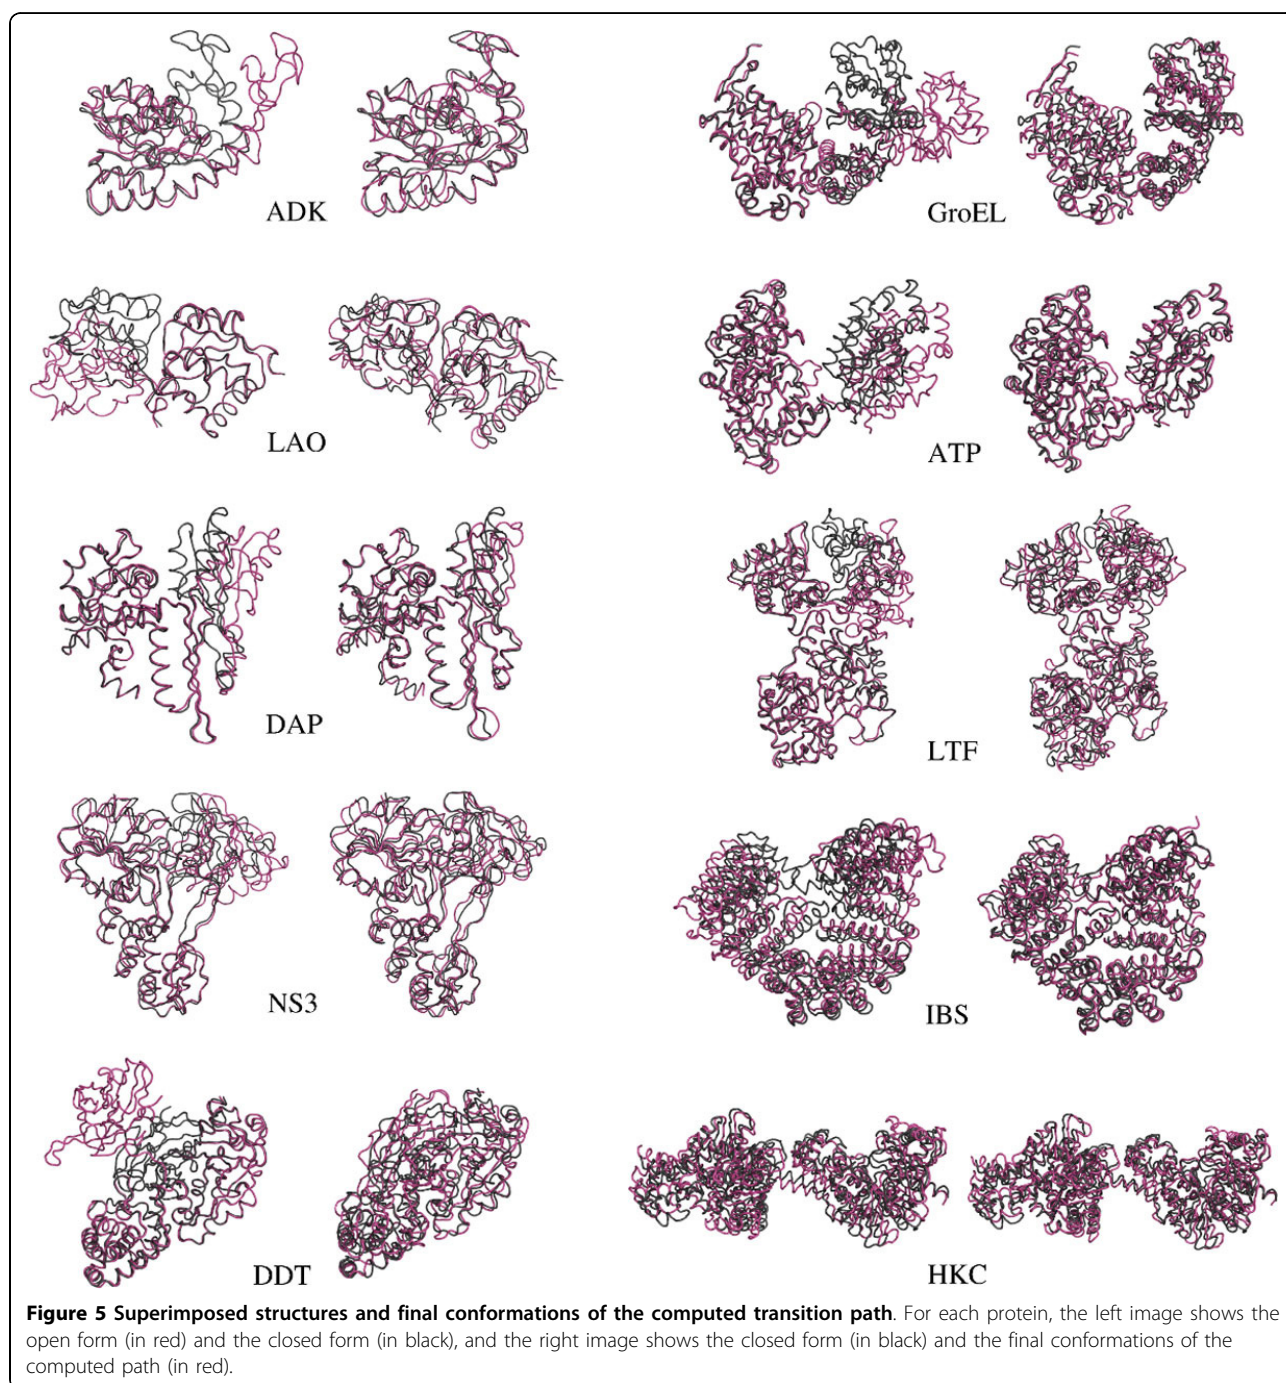 ADK
GroEL
LAO
ATP
DAP
LTF
NS3
IBS
DDT
HKC
Figure 5 Superimposed structures and final conformations of the computed transition path. For each protein, the left image shows the
open form (in red) and the closed form (in black), and the right image shows the closed form (in black) and the final conformations of the
computed path (in red).